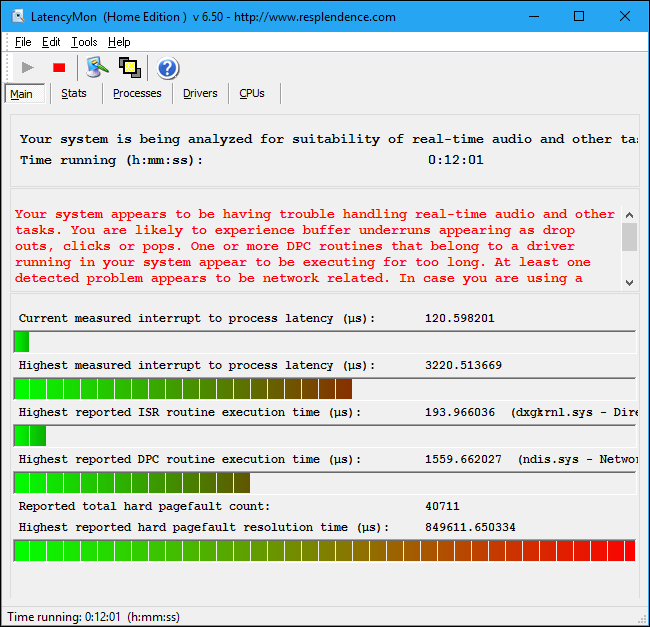 LatencyMon (Home Edition ) v 6.50 - http://www.resplendence.com
File Edit Tools Help
Main Stats Processes Drivers CPUs
Your system is being analyzed for suitability of real-time audio and other tas
Time running (h:mm:ss): 0:12:01
Your system appears to be having trouble handling real-time audio and other
tasks. You are likely to experience buffer underruns appearing as drop
outs, clicks or pops. One or more DPC routines that belong to a driver
running in your system appear to be executing for too long. At least one
detected problem appears to be network related. In case you are using a
Current measured interrupt to process latency (µs): 120.598201
Highest measured interrupt to process latency (µs): 3220.513669
Highest reported ISR routine execution time (µs): 193.966036 (dxgkrnl.sys - Dire
Highest reported DPC routine execution time (µs): 1559.662027 (ndis.sys - Networ
Reported total hard pagefault count: 40711
Highest reported hard pagefault resolution time (µs): 849611.650334
Time running: 0:12:01 (h:mm:ss)